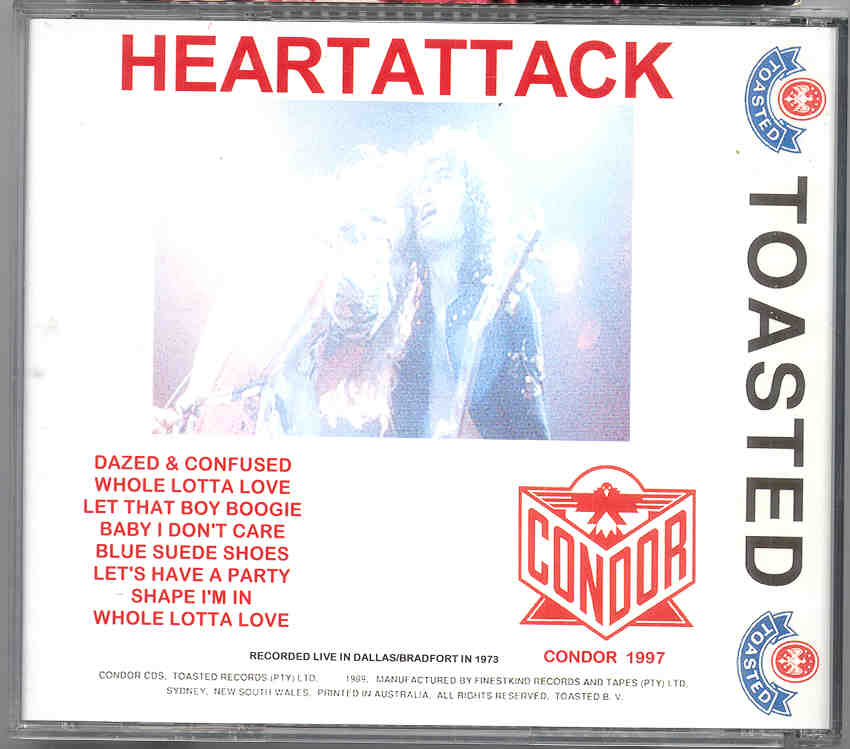 HEARTATTACK
DAZED & CONFUSED
WHOLE LOTTA LOVE
LET THAT BOY BOOGIE
BABY I DON'T CARE
BLUE SUEDE SHOES
LET'S HAVE A PARTY
SHAPE I'M IN
WHOLE LOTTA LOVE
CONDOR
CONDOR 1997
RECORDED LIVE IN DALLAS/BRADFORT IN 1973
CONDOR CDS, TOASTED RECORDS (PTY) LTD. 1989, MANUFACTURED BY FINESTKIND RECORDS AND TAPES (PTY) LTD,
SYDNEY, NEW SOUTH WALES, PRINTED IN AUSTRALIA, ALL RIGHTS RESERVED, TOASTED B. V.
TOASTED
TOASTED
TOASTED